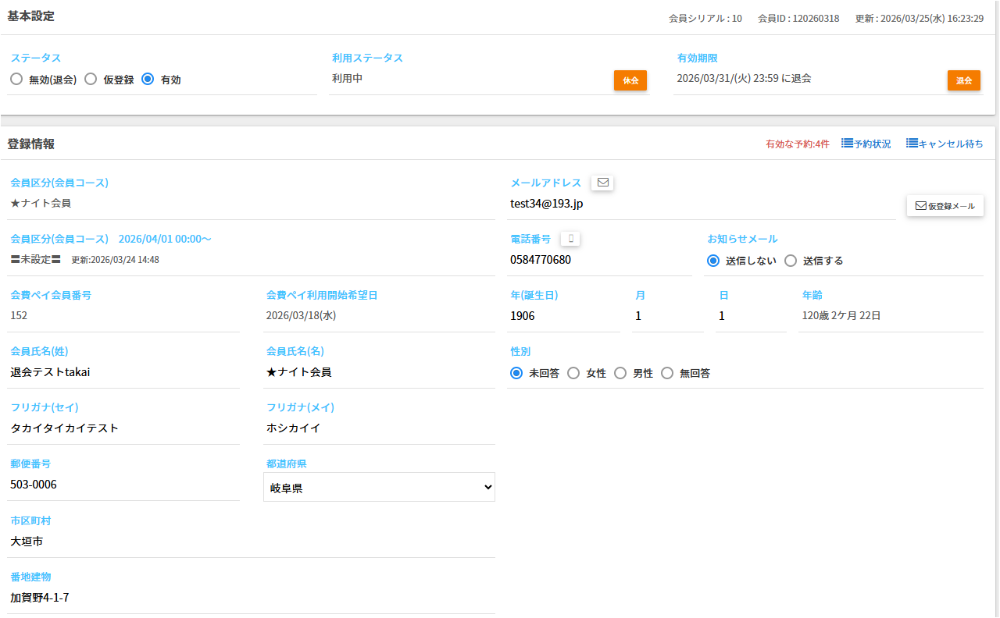 基本設定
会員シリアル : 10 会員ID : 120260318 更新 : 2026/03/25(水) 16:23:29
ステータス 利用ステータス 有効期限
無効(退会) 仮登録 有効 利用中 休会 2026/03/31/(火) 23:59 に退会 退会
登録情報
有効な予約:4件 予約状況 キャンセル待ち
会員区分(会員コース) メールアドレス
★ナイト会員 test34@193.jp 仮登録メール
会員区分(会員コース) 2026/04/01 00:00～ 電話番号 お知らせメール
〓未設定〓 更新:2026/03/24 14:48 0584770680 送信しない 送信する
会費ペイ会員番号 会費ペイ利用開始希望日 年(誕生日) 月 日 年齢
152 2026/03/18(水) 1906 1 1 120歳 2ケ月 22日
会員氏名(姓) 会員氏名(名) 性別
退会テストtakai ★ナイト会員 未回答 女性 男性 無回答
フリガナ(セイ) フリガナ(メイ)
タカイタイカイテスト ホシカイイ
郵便番号 都道府県
503-0006 岐阜県
市区町村
大垣市
番地建物
加賀野4-1-7